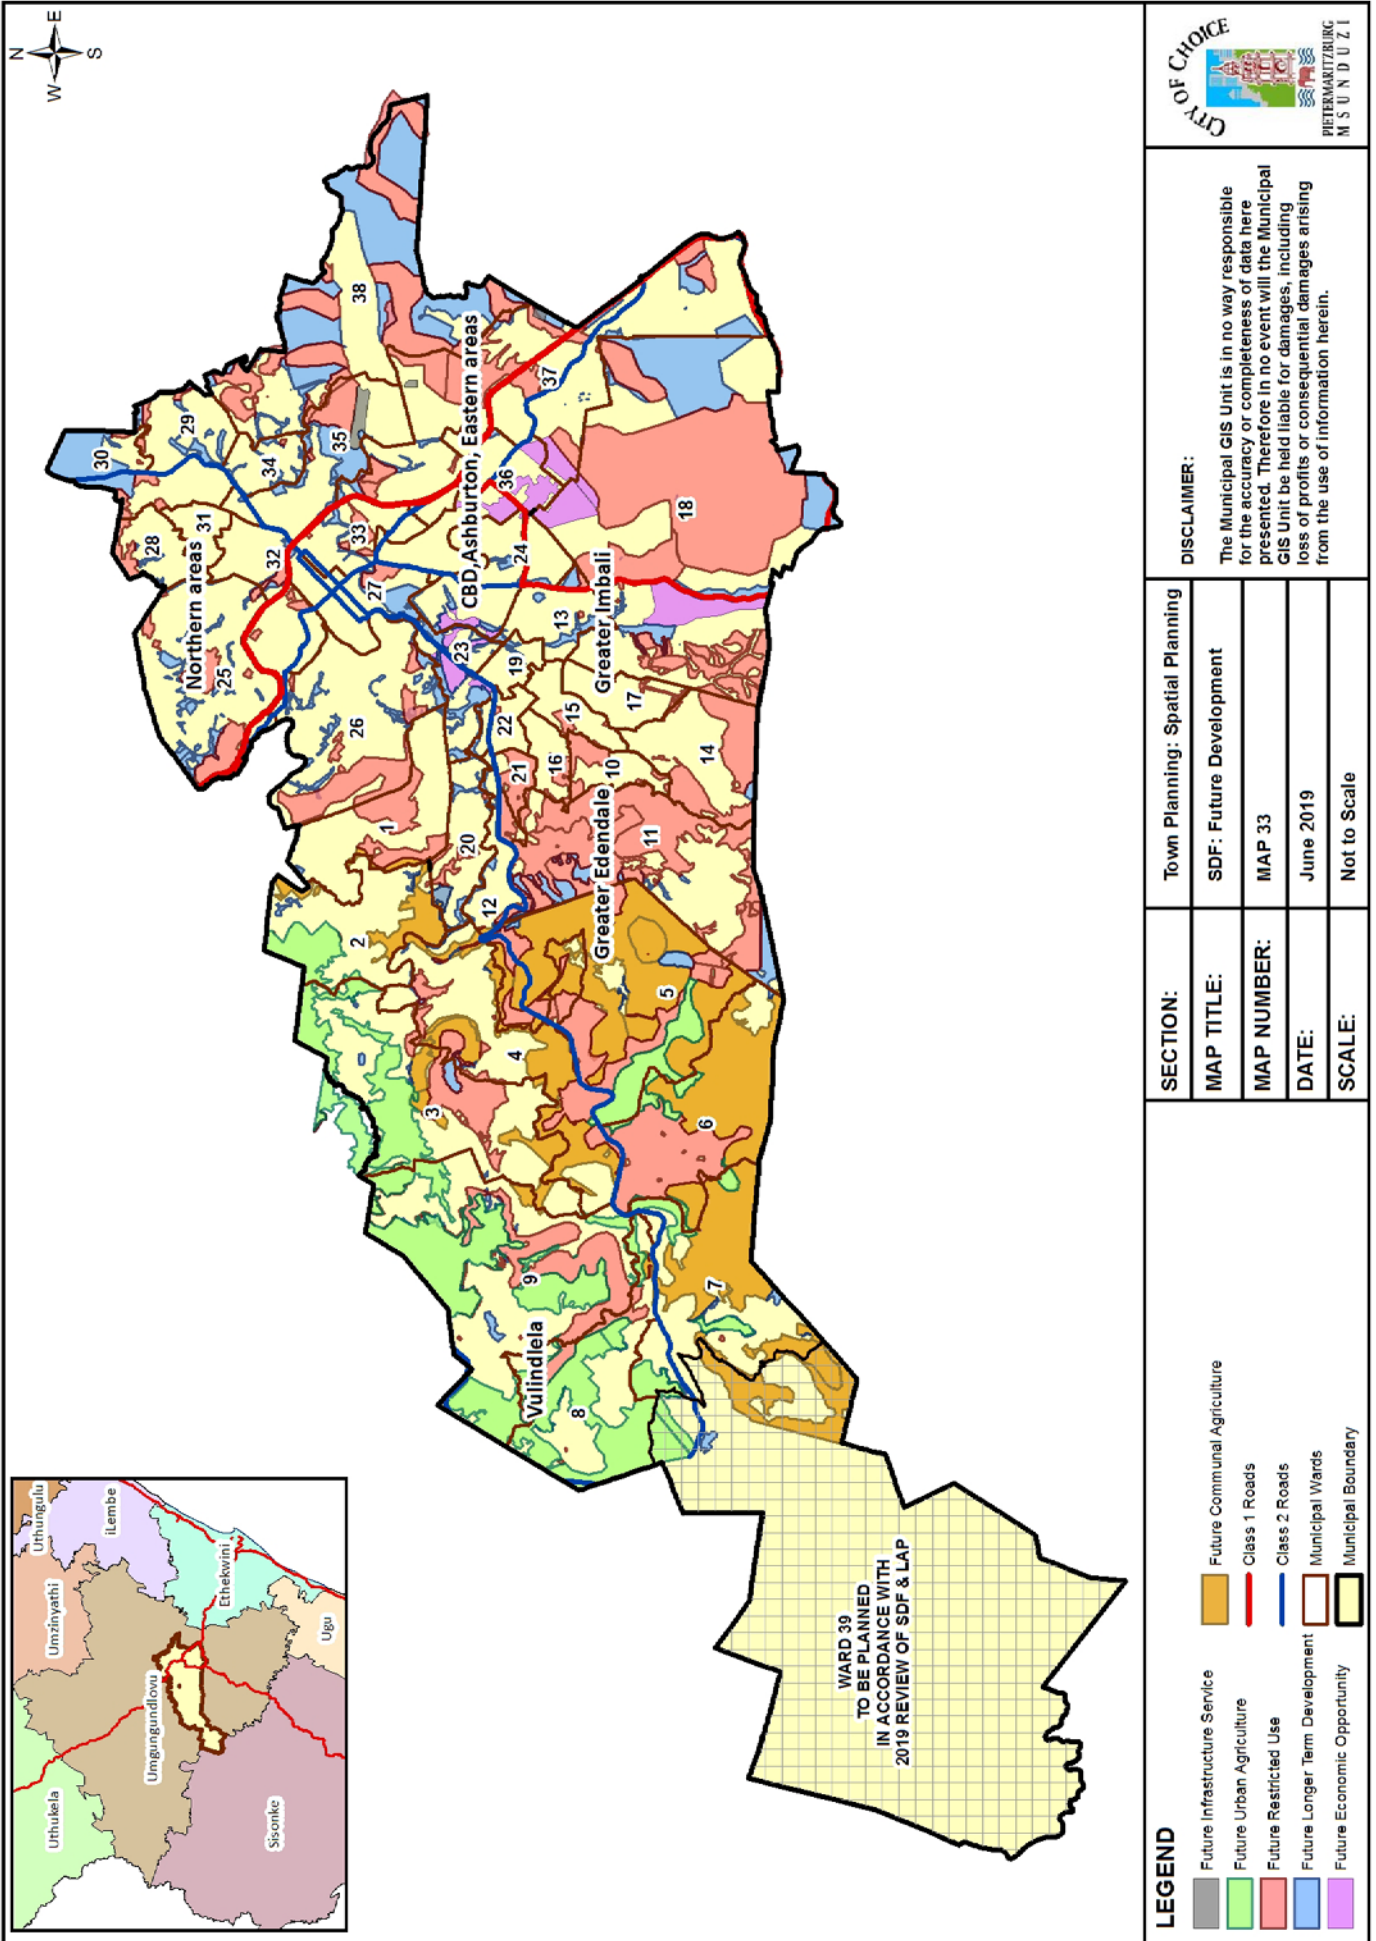 N
W
E
S
Uthungulu
Umzinyathi
iLembe
Uthukela
Umgungundlovu
Ethekwini
Ugu
Sisonke
Northern areas
CBD, Ashburton, Eastern areas
Greater Imbali
Greater Edendale
Vulindlela
1
2
3
4
5
6
7
8
9
10
11
12
13
14
15
16
17
18
19
20
21
22
23
24
25
26
27
28
29
30
31
32
33
34
35
36
37
38
WARD 39
TO BE PLANNED
IN ACCORDANCE WITH
2019 REVIEW OF SDF & LAP
LEGEND
Future Infrastructure Service
Future Urban Agriculture
Future Restricted Use
Future Longer Term Development
Future Economic Opportunity
Future Communal Agriculture
Class 1 Roads
Class 2 Roads
Municipal Wards
Municipal Boundary
SECTION: Town Planning: Spatial Planning
MAP TITLE: SDF: Future Development
MAP NUMBER: MAP 33
DATE: June 2019
SCALE: Not to Scale
DISCLAIMER:
The Municipal GIS Unit is in no way responsible
for the accuracy or completeness of data here
presented. Therefore in no event will the Municipal
GIS Unit be held liable for damages, including
loss of profits or consequential damages arising
from the use of information herein.
CITY OF CHOICE
PIETERMARITZBURG
MSUNDUZI